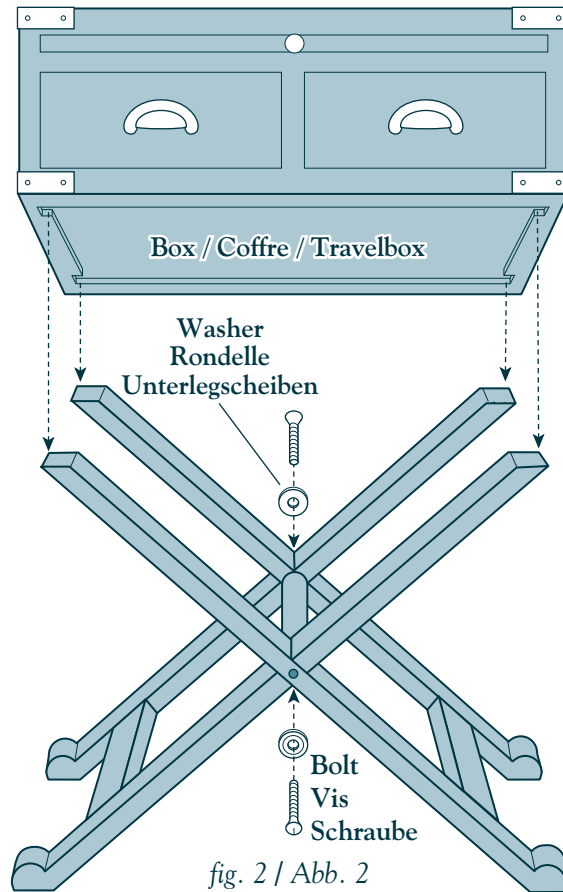 Box / Coffre / Travelbox
Washer
Rondelle
Unterlegscheiben
Bolt
Vis
Schraube
fig. 2 / Abb. 2